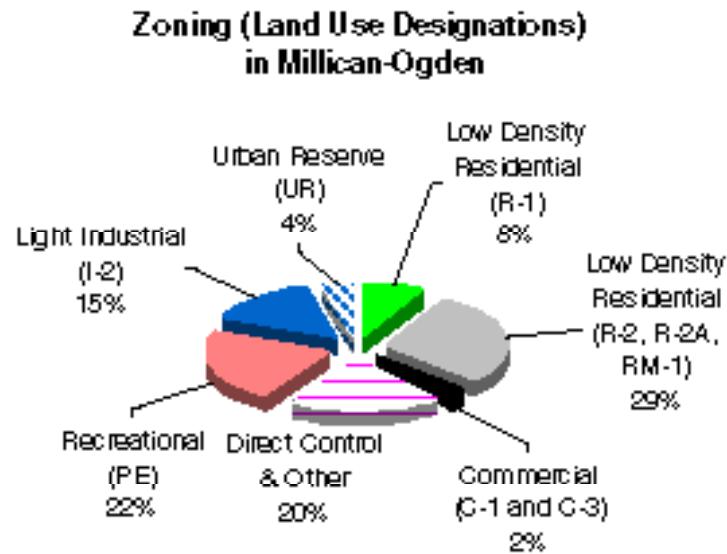 Zoning (Land Use Designations)
in Millican-Ogden
Urban Reserve
(UR)
4%
Low Density
Residential
(R-1)
8%
Light Industrial
(I-2)
15%
Low Density
Residential
(R-2, R-2A,
RM-1)
29%
Recreational
(PE)
22%
Direct Control
& Other
20%
Commercial
(C-1 and C-3)
2%